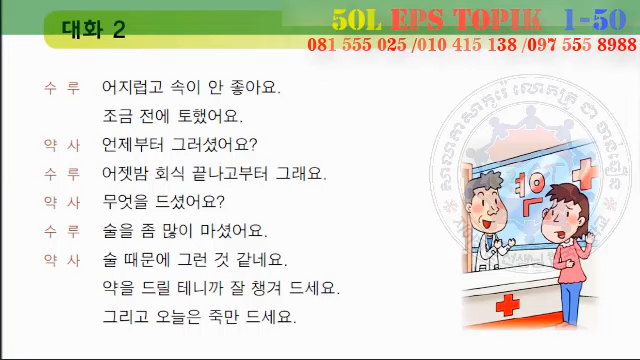 대화 2
50L EPS TOPIK 1-50
081 555 025 /010 415 138 /097 555 8988
수 루 어지럽고 속이 안 좋아요.
조금 전에 토했어요.
약 사 언제부터 그러셨어요?
수 루 어젯밤 회식 끝나고부터 그래요.
약 사 무엇을 드셨어요?
수 루 술을 좀 많이 마셨어요.
약 사 술 때문에 그런 것 같네요.
약을 드릴 테니까 잘 챙겨 드세요.
그리고 오늘은 죽만 드세요.
약